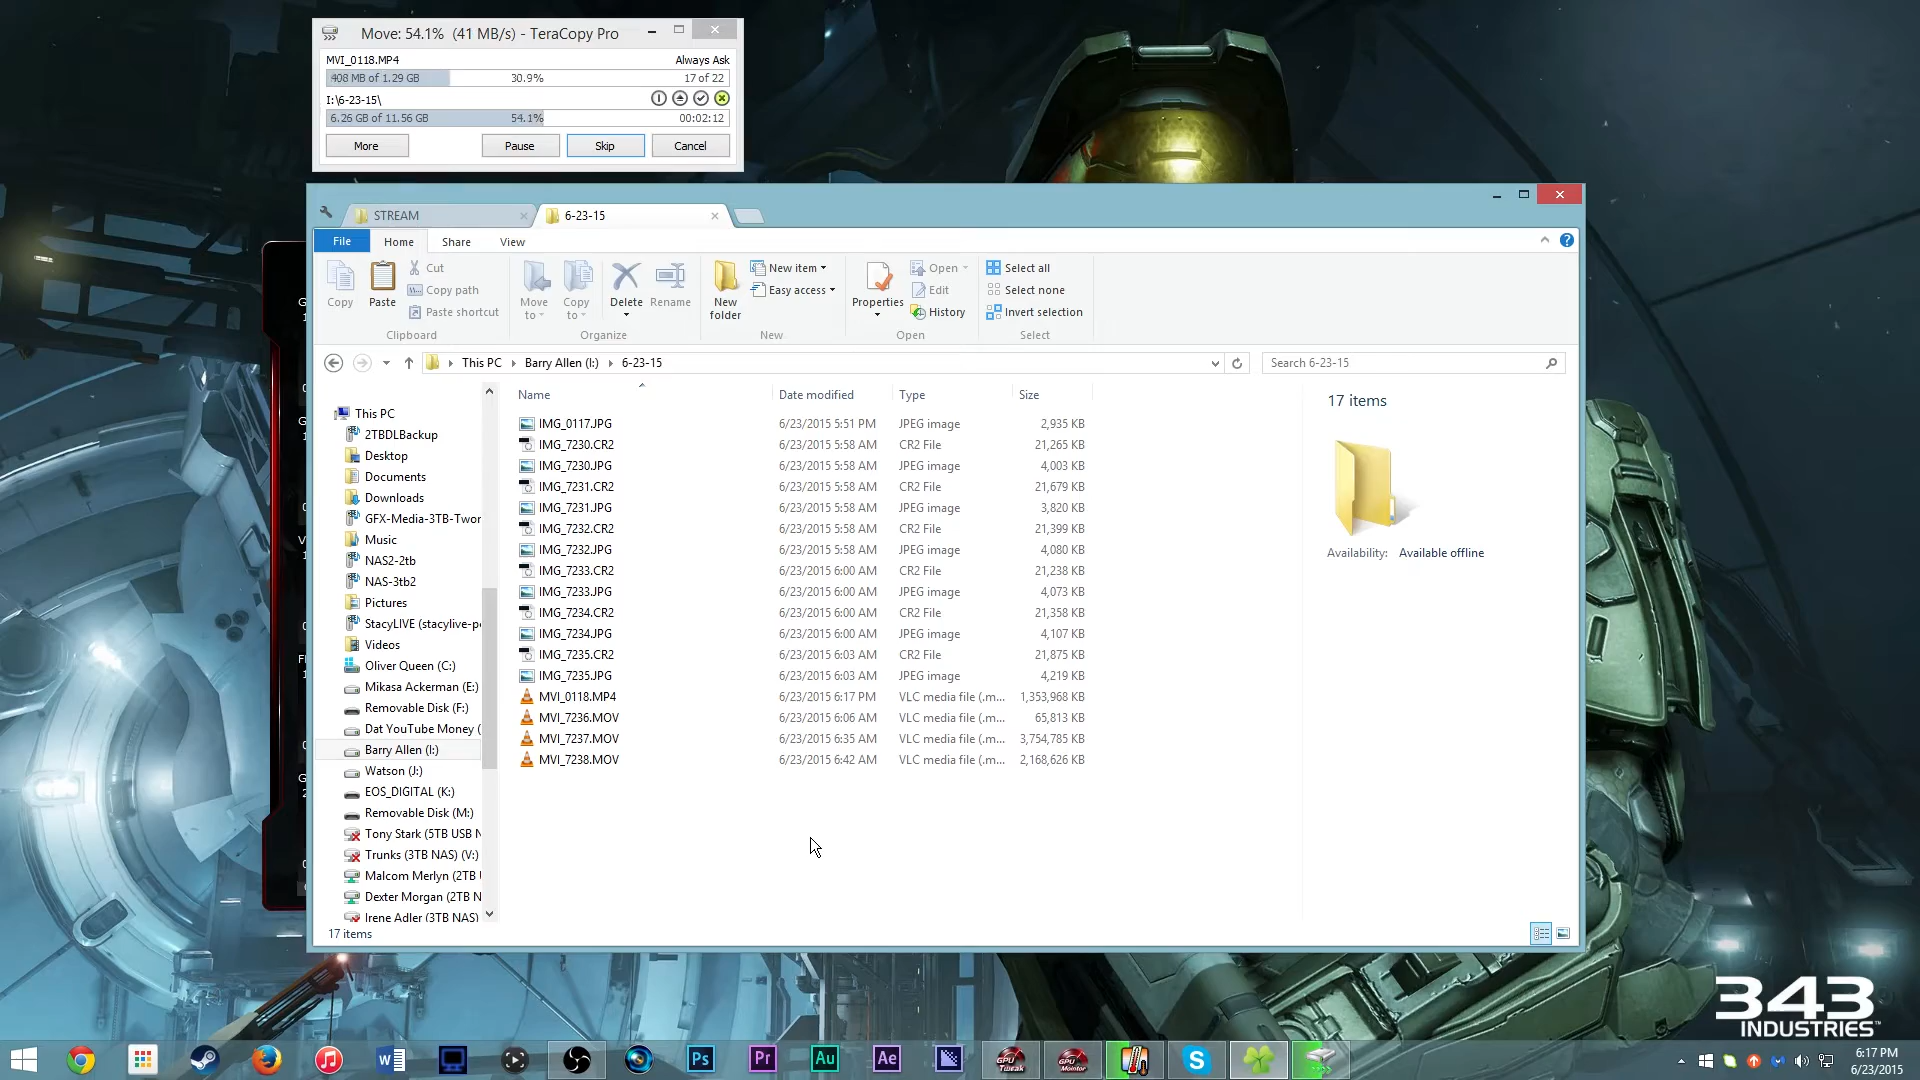 Move: 54.1% (41 MB/s) - TeraCopy Pro
MVI_0118.MP4 Always Ask
408 MB of 1.29 GB 30.9% 17 of 22
I:\6-23-15\
6.26 GB of 11.56 GB 54.1% 00:02:12
More Pause Skip Cancel
STREAM 6-23-15
File Home Share View
Copy
Paste
Cut
Copy path
Paste shortcut
Clipboard
Move to
Copy to
Delete
Rename
Organize
New folder
New item
Easy access
New
Properties
Open
Edit
History
Open
Select all
Select none
Invert selection
Select
This PC Barry Allen (I:) 6-23-15
Search 6-23-15
This PC
2TBDLBackup
Desktop
Documents
Downloads
GFX-Media-3TB-Twor
Music
NAS2-2tb
NAS-3tb2
Pictures
StacyLIVE (stacylive-p
Videos
Oliver Queen (C:)
Mikasa Ackerman (E:)
Removable Disk (F:)
Dat YouTube Money (
Barry Allen (I:)
Watson (J:)
EOS_DIGITAL (K:)
Removable Disk (M:)
Tony Stark (5TB USB N
Trunks (3TB NAS) (V:)
Malcom Merlyn (2TB
Dexter Morgan (2TB N
Irene Adler (3TB NAS)
Name Date modified Type Size
IMG_0117.JPG 6/23/2015 5:51 PM JPEG image 2,935 KB
IMG_7230.CR2 6/23/2015 5:58 AM CR2 File 21,265 KB
IMG_7230.JPG 6/23/2015 5:58 AM JPEG image 4,003 KB
IMG_7231.CR2 6/23/2015 5:58 AM CR2 File 21,679 KB
IMG_7231.JPG 6/23/2015 5:58 AM JPEG image 3,820 KB
IMG_7232.CR2 6/23/2015 5:58 AM CR2 File 21,399 KB
IMG_7232.JPG 6/23/2015 5:58 AM JPEG image 4,080 KB
IMG_7233.CR2 6/23/2015 6:00 AM CR2 File 21,238 KB
IMG_7233.JPG 6/23/2015 6:00 AM JPEG image 4,073 KB
IMG_7234.CR2 6/23/2015 6:00 AM CR2 File 21,358 KB
IMG_7234.JPG 6/23/2015 6:00 AM JPEG image 4,107 KB
IMG_7235.CR2 6/23/2015 6:03 AM CR2 File 21,875 KB
IMG_7235.JPG 6/23/2015 6:03 AM JPEG image 4,219 KB
MVI_0118.MP4 6/23/2015 6:17 PM VLC media file (.m... 1,353,968 KB
MVI_7236.MOV 6/23/2015 6:06 AM VLC media file (.m... 65,813 KB
MVI_7237.MOV 6/23/2015 6:35 AM VLC media file (.m... 3,754,785 KB
MVI_7238.MOV 6/23/2015 6:42 AM VLC media file (.m... 2,168,626 KB
17 items
Availability: Available offline
17 items
343
INDUSTRIES
Ps Pr Au Ae
GPU Tweak
GPU Monitor
6:17 PM
6/23/2015